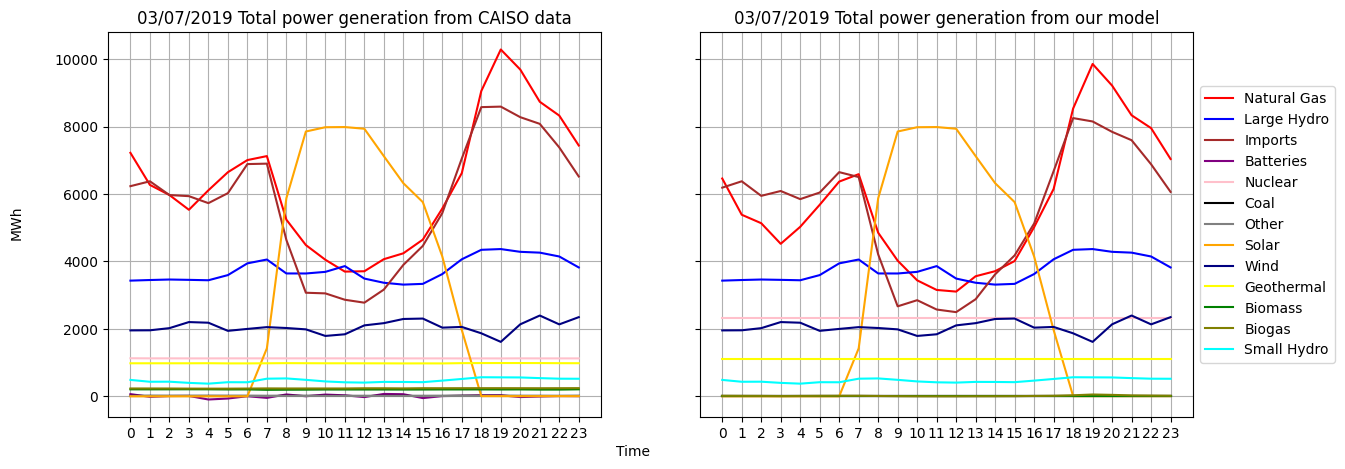 03/07/2019 Total power generation from CAISO data
03/07/2019 Total power generation from our model
10000
8000
6000
4000
2000
0
MWh
0 1 2 3 4 5 6 7 8 9 10 11 12 13 14 15 16 17 18 19 20 21 22 23
0 1 2 3 4 5 6 7 8 9 10 11 12 13 14 15 16 17 18 19 20 21 22 23
Time
Natural Gas
Large Hydro
Imports
Batteries
Nuclear
Coal
Other
Solar
Wind
Geothermal
Biomass
Biogas
Small Hydro